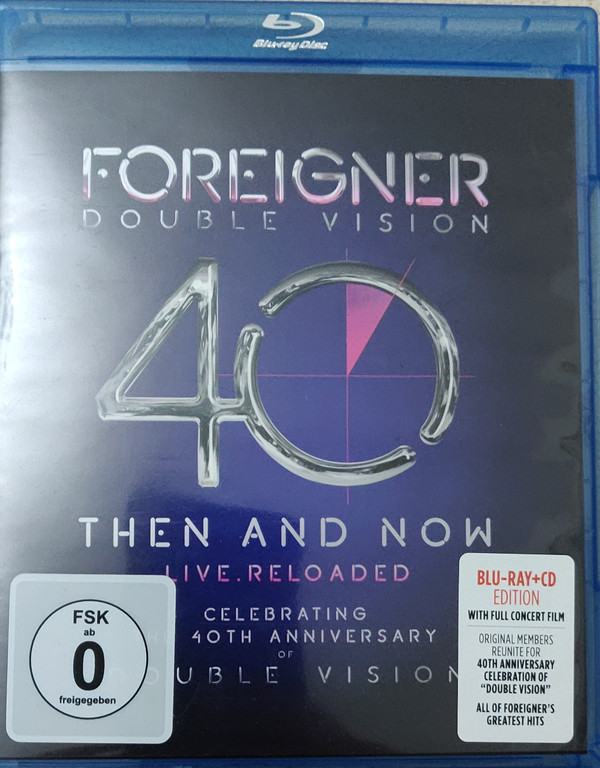 Blu-ray Disc
FOREIGNER
DOUBLE VISION
40
THEN AND NOW
LIVE.RELOADED
CELEBRATING
40TH ANNIVERSARY
OF
DOUBLE VISION
FSK
ab
0
freigegeben
BLU-RAY+CD
EDITION
WITH FULL CONCERT FILM
ORIGINAL MEMBERS
REUNITE FOR
40TH ANNIVERSARY
CELEBRATION OF
"DOUBLE VISION"
ALL OF FOREIGNER'S
GREATEST HITS